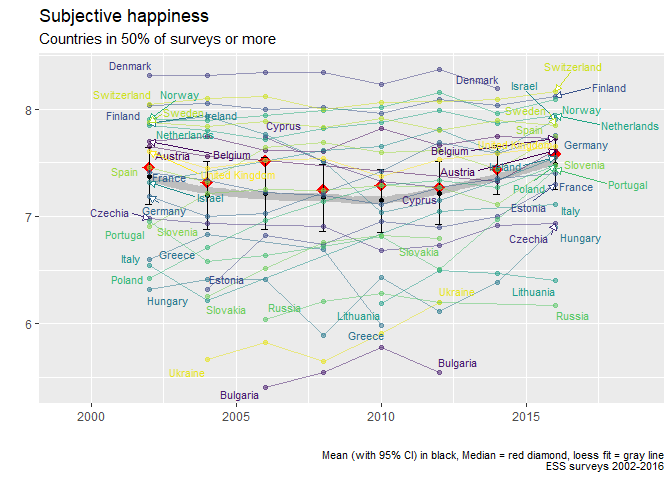 Subjective happiness
Countries in 50% of surveys or more
Denmark
Switzerland
Norway
Finland
Sweden
Ireland
Netherlands
Cyprus
Austria
Belgium
Spain
France
United Kingdom
Israel
Czechia
Germany
Portugal
Slovenia
Italy
Greece
Poland
Estonia
Hungary
Slovakia
Russia
Ukraine
Bulgaria
Denmark
Switzerland
Israel
Finland
Sweden
Norway
Netherlands
Spain
Germany
Belgium
United Kingdom
Austria
Ireland
Slovenia
Poland
France
Portugal
Cyprus
Estonia
Italy
Czechia
Hungary
Slovakia
Ukraine
Lithuania
Lithuania
Russia
Greece
Bulgaria
8
7
6
2000
2005
2010
2015
Mean (with 95% CI) in black, Median = red diamond, loess fit = gray line
ESS surveys 2002-2016